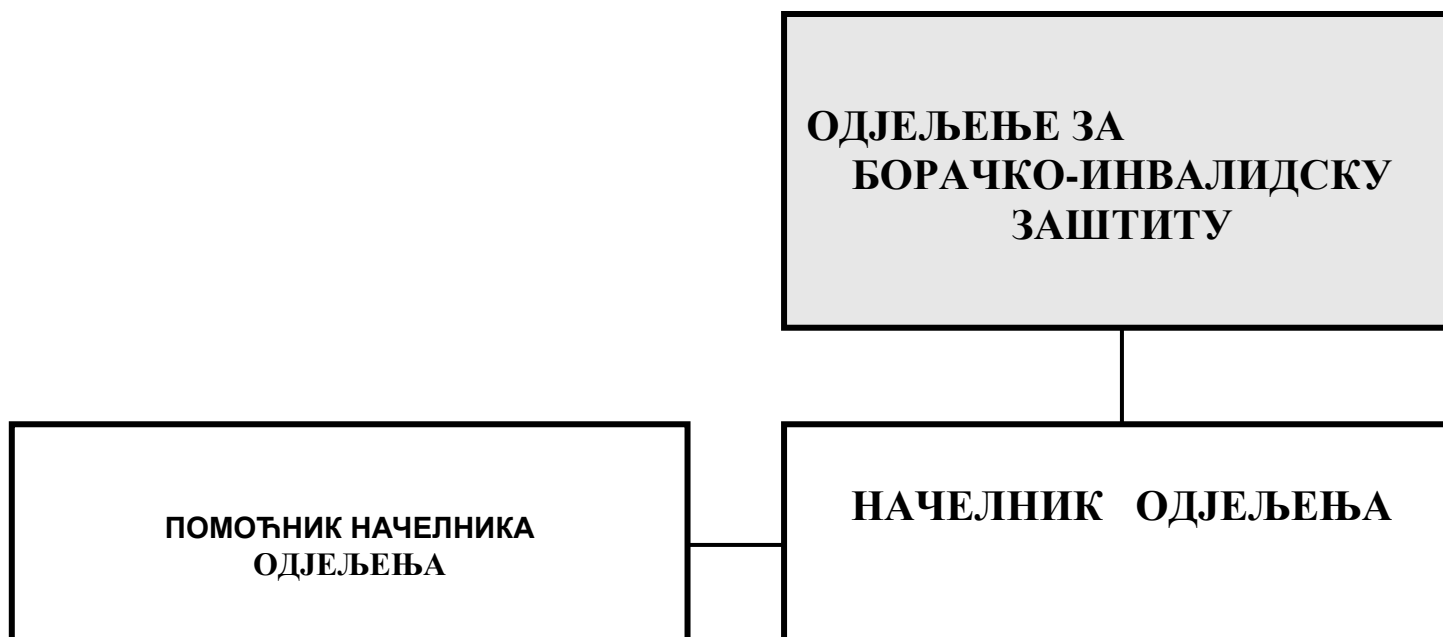 ОДЈЕЉЕЊЕ ЗА
БОРАЧКО-ИНВАЛИДСКУ
ЗАШТИТУ
ПОМОЋНИК НАЧЕЛНИКА
ОДЈЕЉЕЊА
НАЧЕЛНИК ОДЈЕЉЕЊА